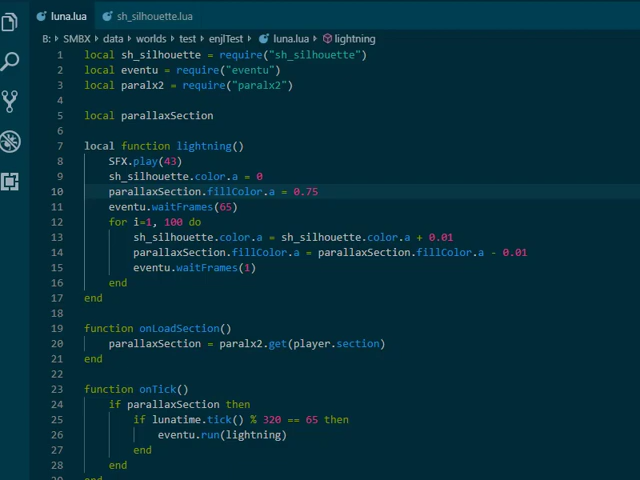 luna.lua sh_silhouette.lua
B: > SMBX > data > worlds > test > enjlTest > luna.lua > lightning
1 local sh_silhouette = require("sh_silhouette")
2 local eventu = require("eventu")
3 local paralx2 = require("paralx2")
4
5 local parallaxSection
6
7 local function lightning()
8 SFX.play(43)
9 sh_silhouette.color.a = 0
10 parallaxSection.fillColor.a = 0.75
11 eventu.waitFrames(65)
12 for i=1, 100 do
13 sh_silhouette.color.a = sh_silhouette.color.a + 0.01
14 parallaxSection.fillColor.a = parallaxSection.fillColor.a - 0.01
15 eventu.waitFrames(1)
16 end
17 end
18
19 function onLoadSection()
20 parallaxSection = paralx2.get(player.section)
21 end
22
23 function onTick()
24 if parallaxSection then
25 if lunatime.tick() % 320 == 65 then
26 eventu.run(lightning)
27 end
28 end
29 end